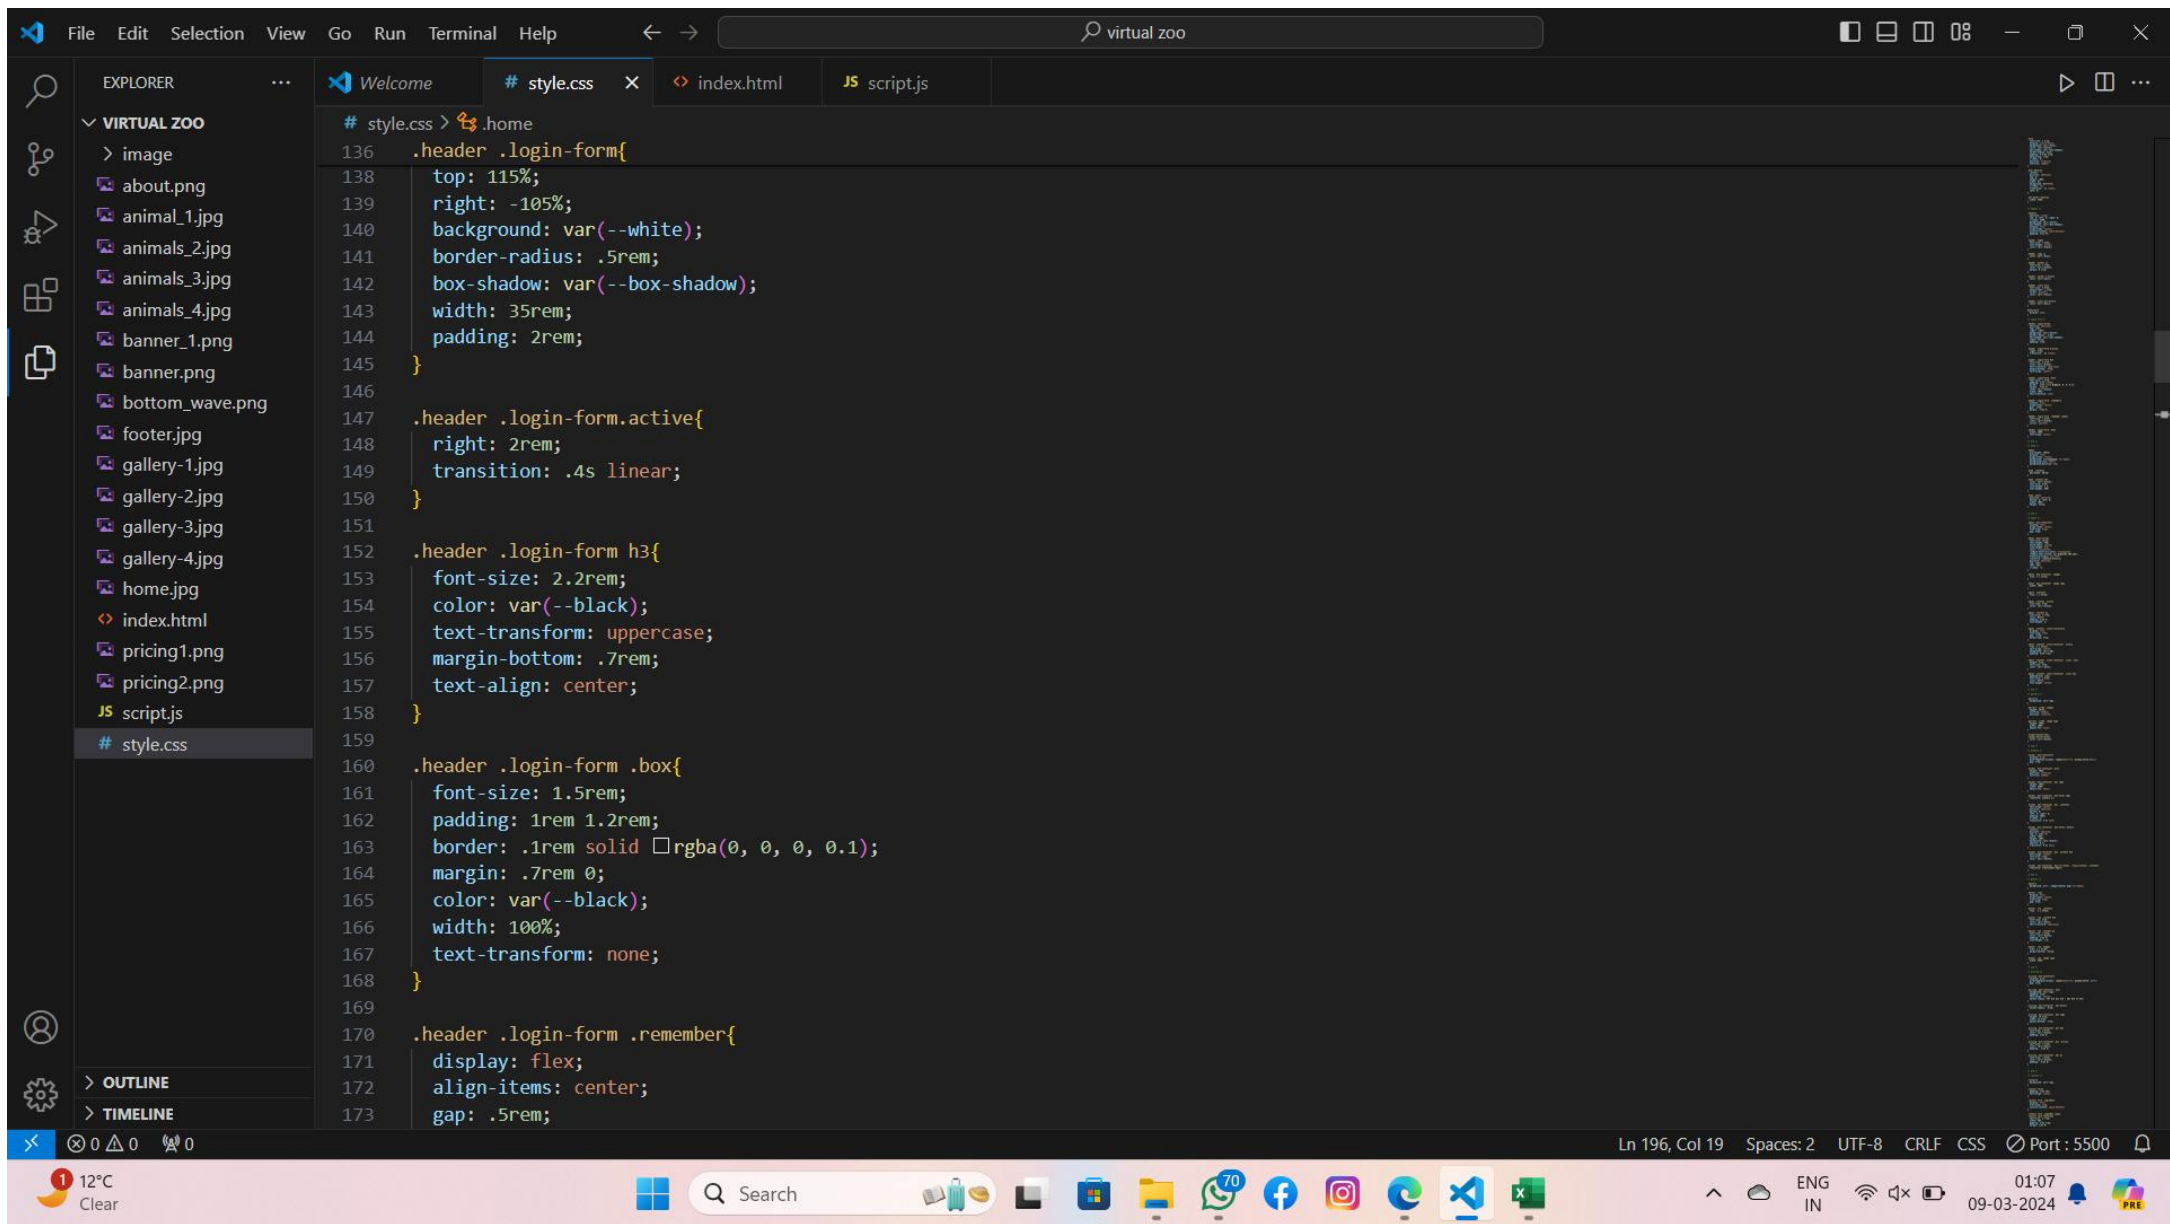 File Edit Selection View Go Run Terminal Help virtual zoo
EXPLORER
Welcome
# style.css
index.html
JS script.js
VIRTUAL ZOO
image
about.png
animal_1.jpg
animals_2.jpg
animals_3.jpg
animals_4.jpg
banner_1.png
banner.png
bottom_wave.png
footer.jpg
gallery-1.jpg
gallery-2.jpg
gallery-3.jpg
gallery-4.jpg
home.jpg
index.html
pricing1.png
pricing2.png
JS script.js
# style.css
OUTLINE
TIMELINE
# style.css > .home
136 .header .login-form{
138 top: 115%;
139 right: -105%;
140 background: var(--white);
141 border-radius: .5rem;
142 box-shadow: var(--box-shadow);
143 width: 35rem;
144 padding: 2rem;
145 }
146
147 .header .login-form.active{
148 right: 2rem;
149 transition: .4s linear;
150 }
151
152 .header .login-form h3{
153 font-size: 2.2rem;
154 color: var(--black);
155 text-transform: uppercase;
156 margin-bottom: .7rem;
157 text-align: center;
158 }
159
160 .header .login-form .box{
161 font-size: 1.5rem;
162 padding: 1rem 1.2rem;
163 border: .1rem solid rgba(0, 0, 0, 0.1);
164 margin: .7rem 0;
165 color: var(--black);
166 width: 100%;
167 text-transform: none;
168 }
169
170 .header .login-form .remember{
171 display: flex;
172 align-items: center;
173 gap: .5rem;
0 0 0 Ln 196, Col 19 Spaces: 2 UTF-8 CRLF CSS Port : 5500
1
12°C
Clear
Search
70
ENG
IN
01:07
09-03-2024
PRE